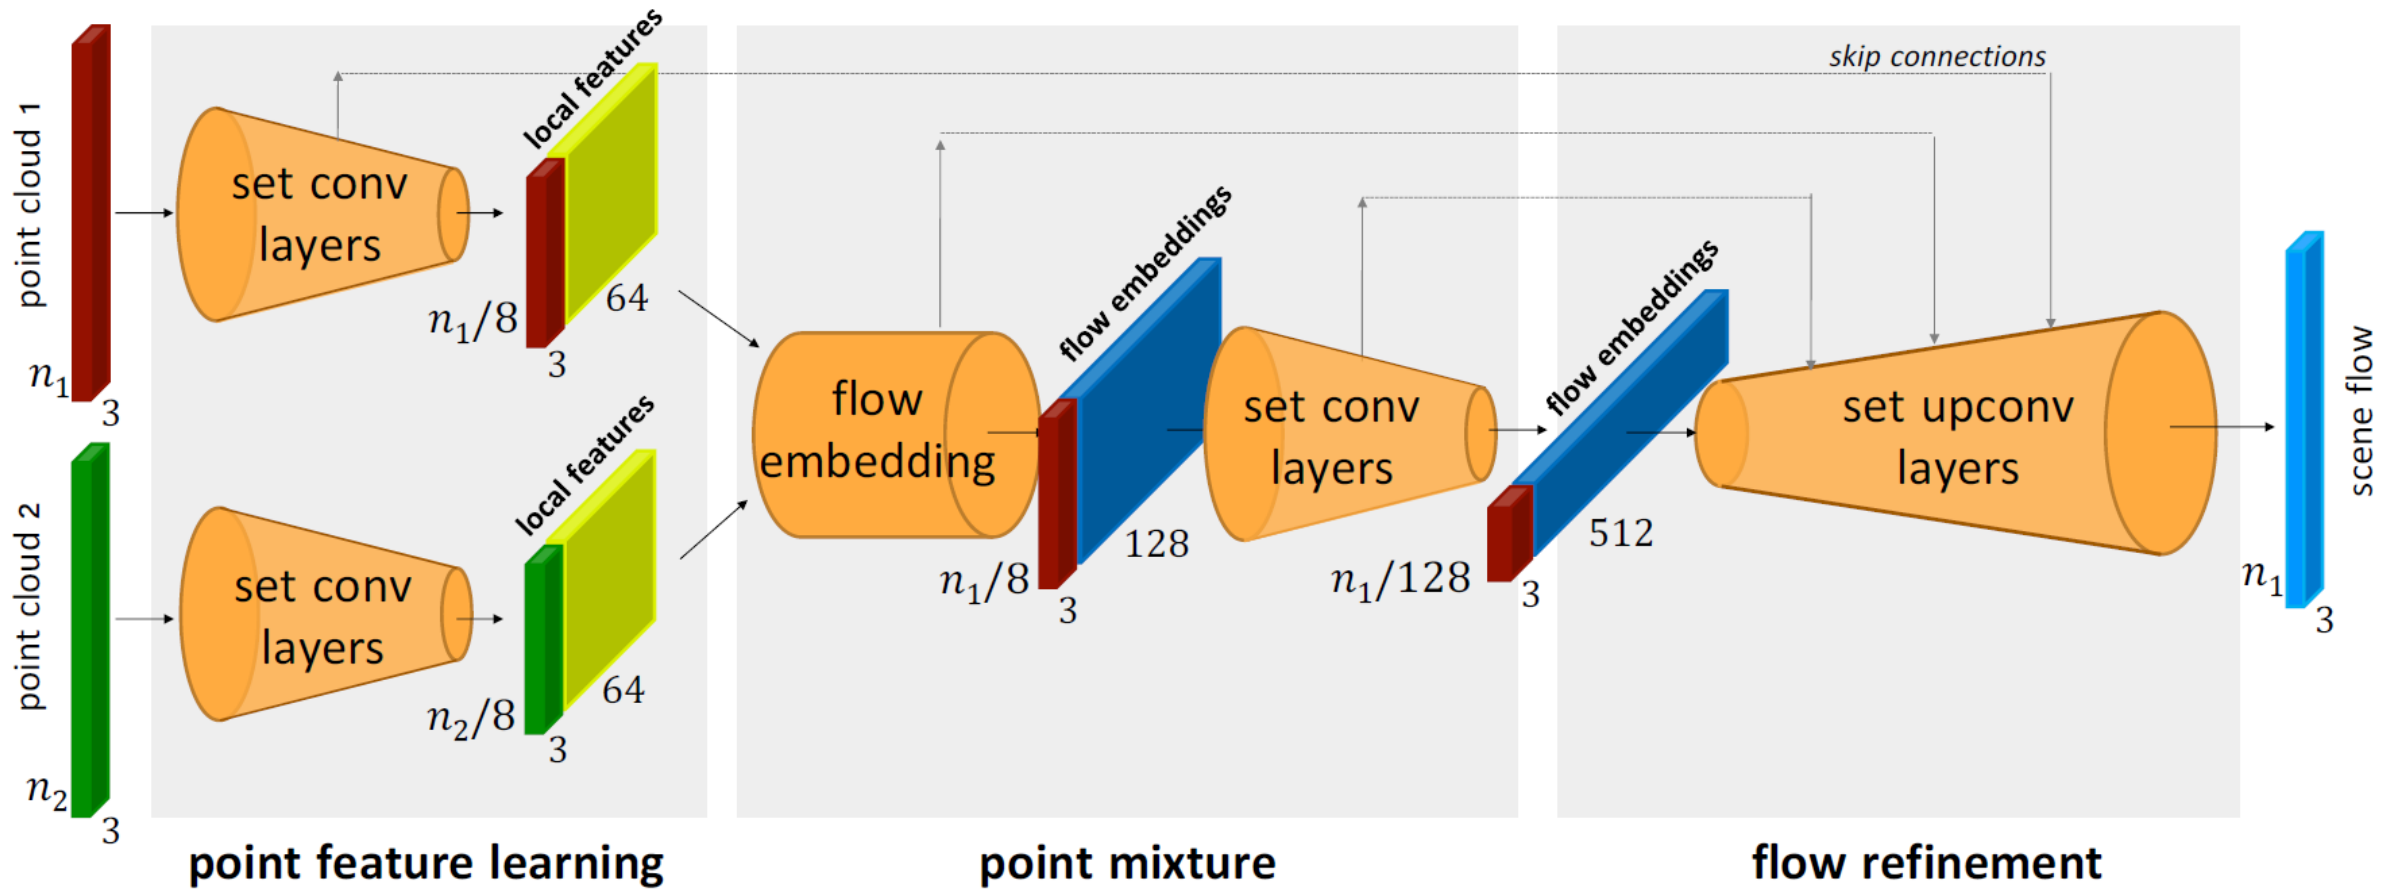 point cloud 1
n₁
3
set conv
layers
local features
n₁/8
3
64
point cloud 2
n₂
3
set conv
layers
local features
n₂/8
3
64
point feature learning
flow
embedding
flow embeddings
n₁/8
3
128
set conv
layers
flow embeddings
n₁/128
3
512
point mixture
skip connections
set upconv
layers
flow refinement
n₁
3
scene flow